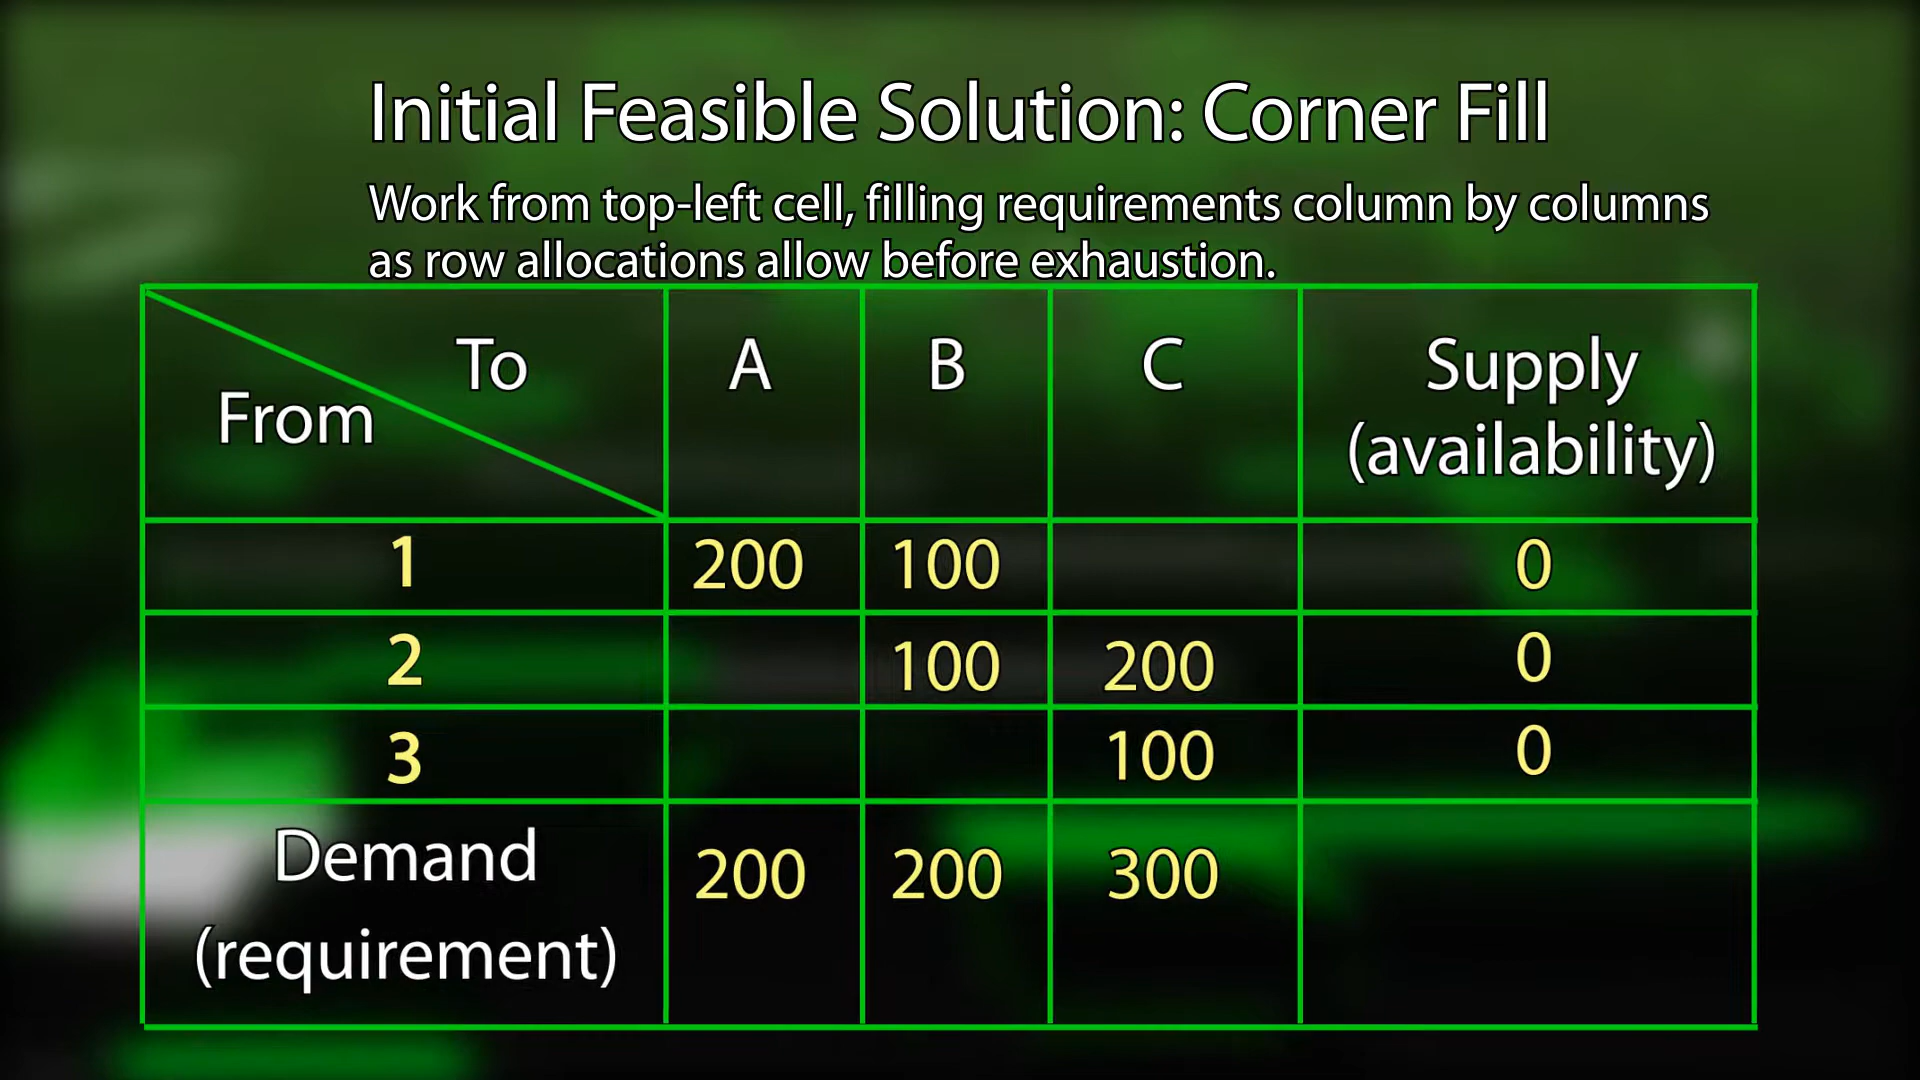 Initial Feasible Solution: Corner Fill
Work from top-left cell, filling requirements column by columns
as row allocations allow before exhaustion.
To
From
A B C Supply
(availability)
1 200 100 0
2 100 200 0
3 100 0
Demand
(requirement)
200 200 300